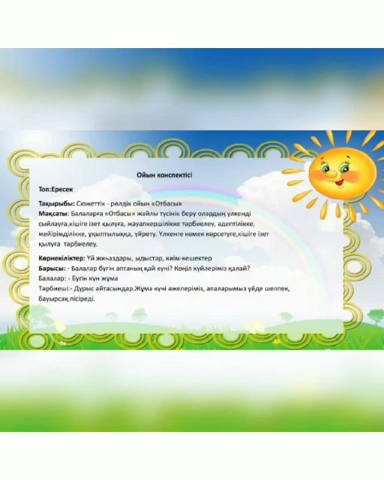 Ойын конспектісі
Топ:Ересек
Тақырыбы: Сюжеттік - рөлдік ойын «Отбасы»
Мақсаты: Балаларға «Отбасы» жайлы түсінік беру олардың үлкенді
сыйлауға,кішіге ізет қылуға, жауапкершілікке тәрбиелеу, әдептілікке,
мейірімділікке, ұқыптылыққа, үйрету. Үлкенге көмек көрсетуге,кішіге ізет
қылуға тәрбиелеу.
Көрнекіліктер: Үй жиһаздары, ыдыстар, киім-кешектер
Барысы: - Балалар бүгін аптаның қай күні? Көңіл күйлеріміз қалай?
Балалар: - Бүгін күн жұма
Тәрбиеші:- Дұрыс айтасыңдар.Жұма күні әжелеріміз, апаларымыз үйде шелпек,
бауырсақ пісіреді.